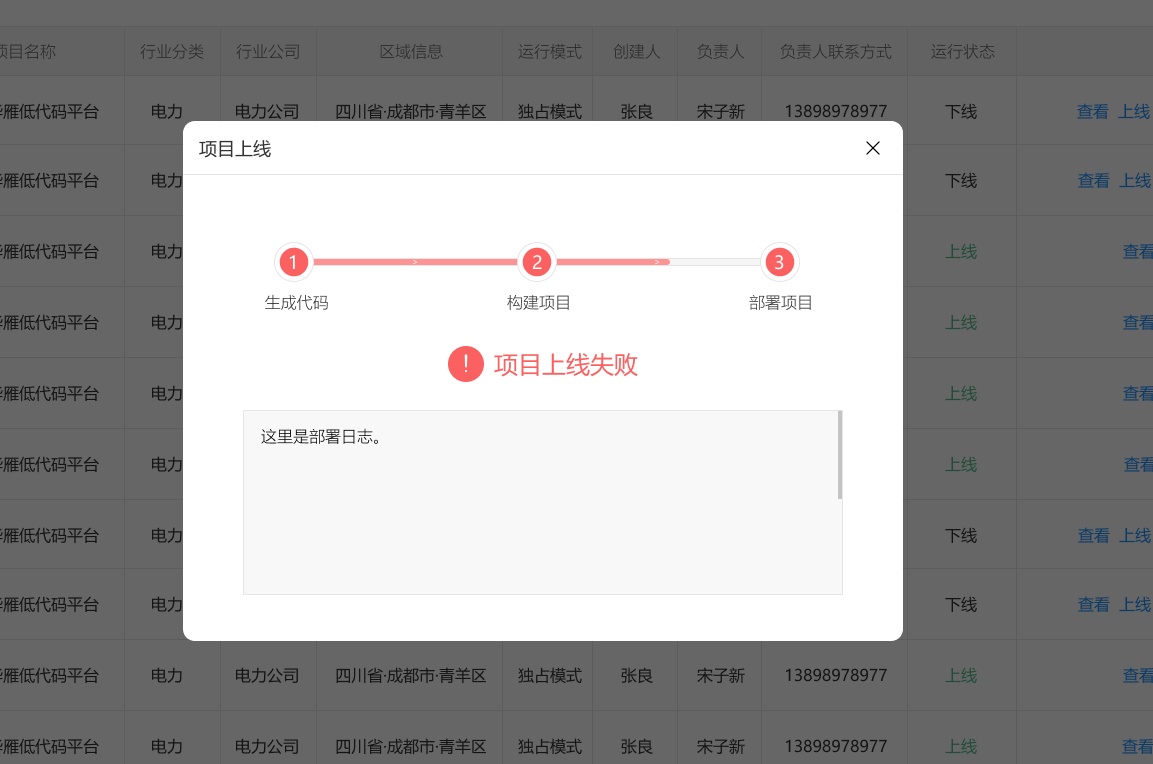 项目名称 行业分类 行业公司 区域信息 运行模式 创建人 负责人 负责人联系方式 运行状态
雁低代码平台 电力 电力公司 四川省·成都市·青羊区 独占模式 张良 宋子新 13898978977 下线 查看 上线
项目上线
雁低代码平台 电力 下线 查看 上线
雁低代码平台 电力 上线 查看
1 > 2 > 3
生成代码 构建项目 部署项目
雁低代码平台 电力 上线 查看
! 项目上线失败
雁低代码平台 电力 上线 查看
这里是部署日志。
雁低代码平台 电力 上线 查看
雁低代码平台 电力 下线 查看 上线
雁低代码平台 电力 下线 查看 上线
雁低代码平台 电力 电力公司 四川省·成都市·青羊区 独占模式 张良 宋子新 13898978977 上线 查看
雁低代码平台 电力 电力公司 四川省·成都市·青羊区 独占模式 张良 宋子新 13898978977 上线 查看